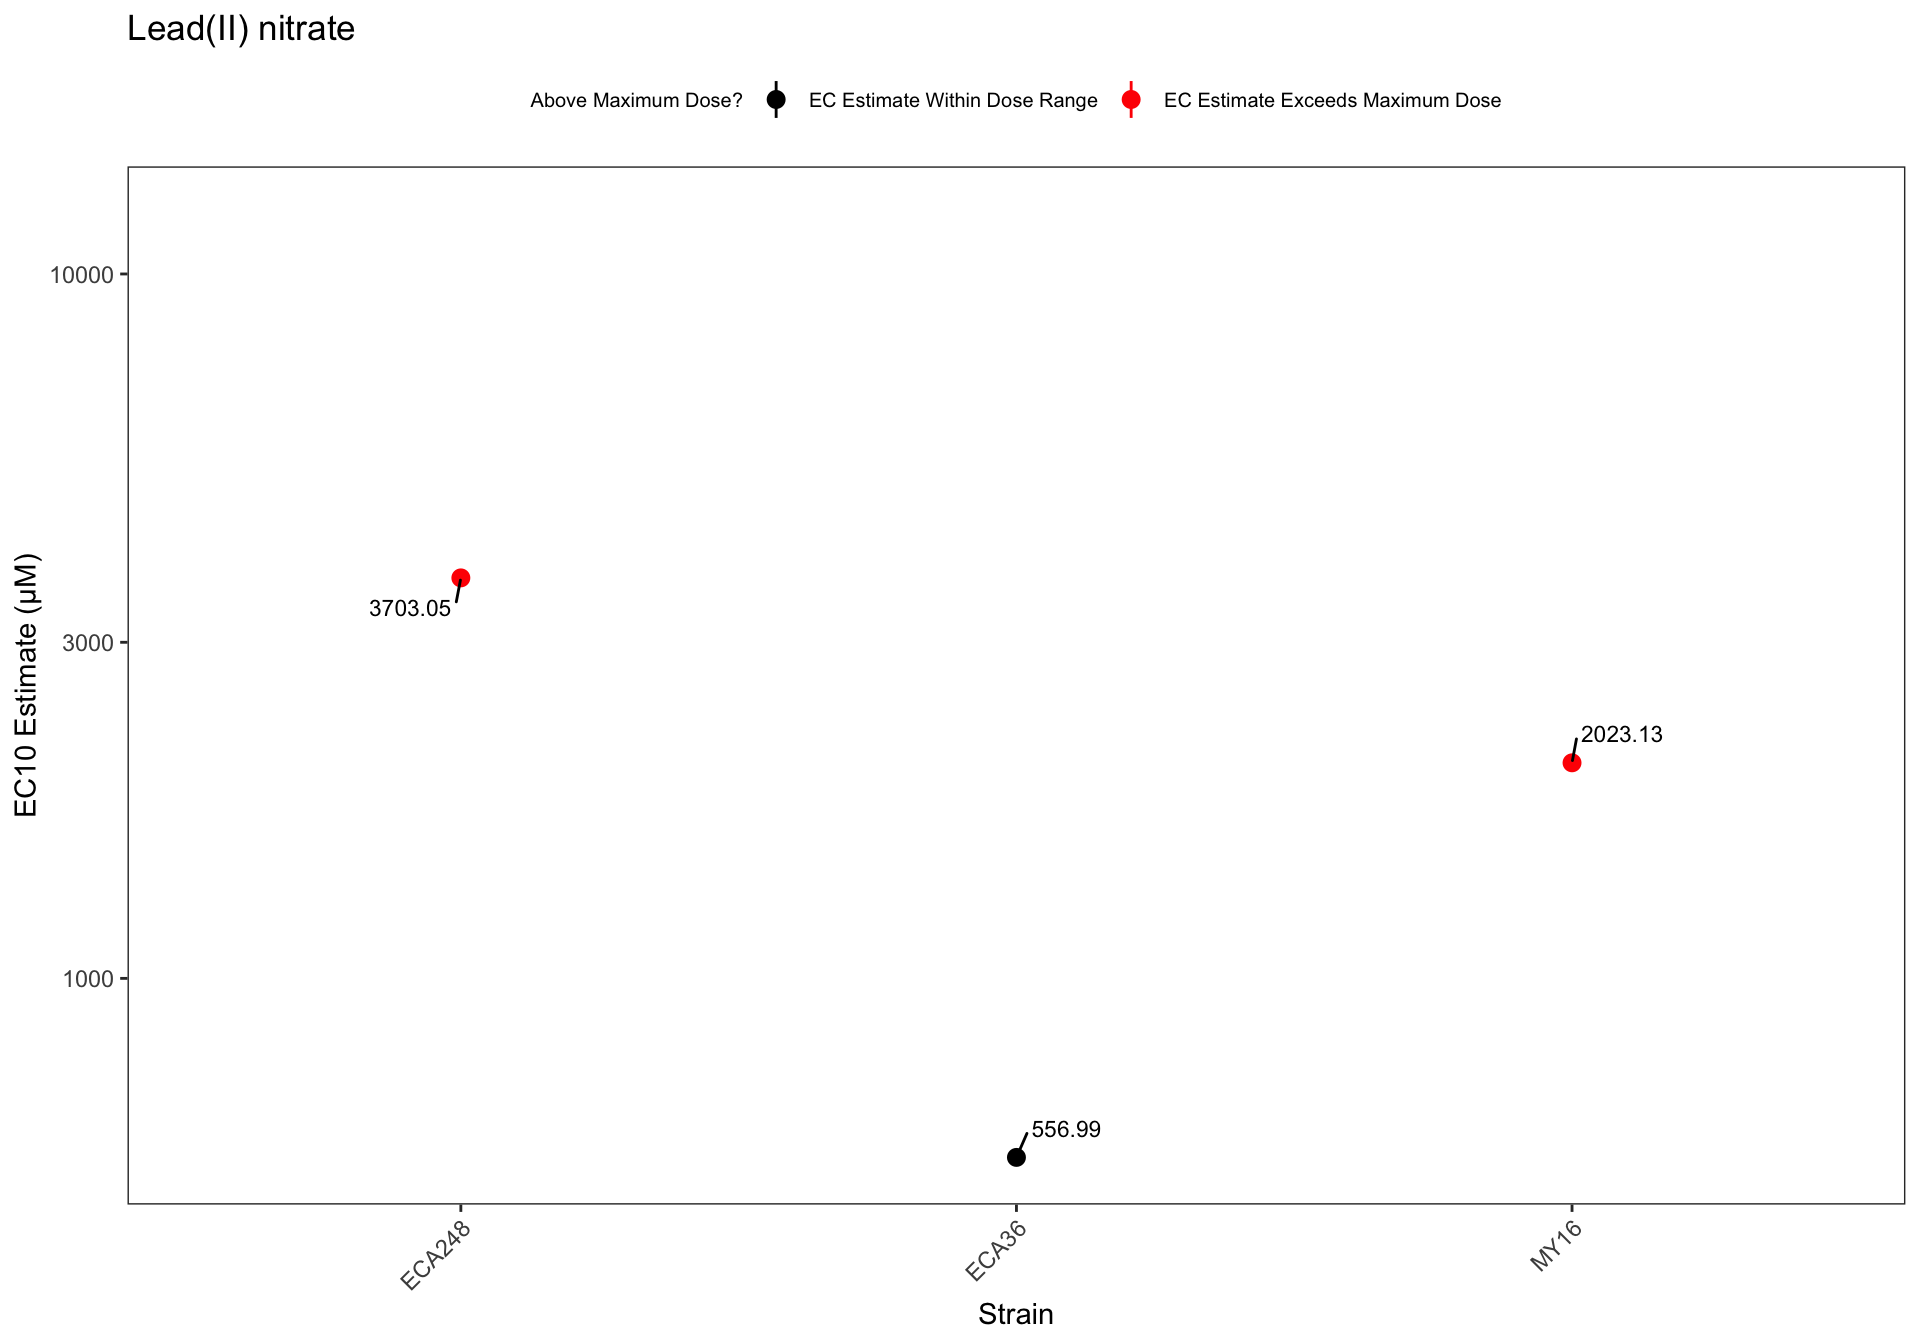 Lead(II) nitrate
Above Maximum Dose? EC Estimate Within Dose Range EC Estimate Exceeds Maximum Dose
EC10 Estimate (μM)
10000
3000
1000
3703.05
2023.13
556.99
ECA248
ECA36
MY16
Strain